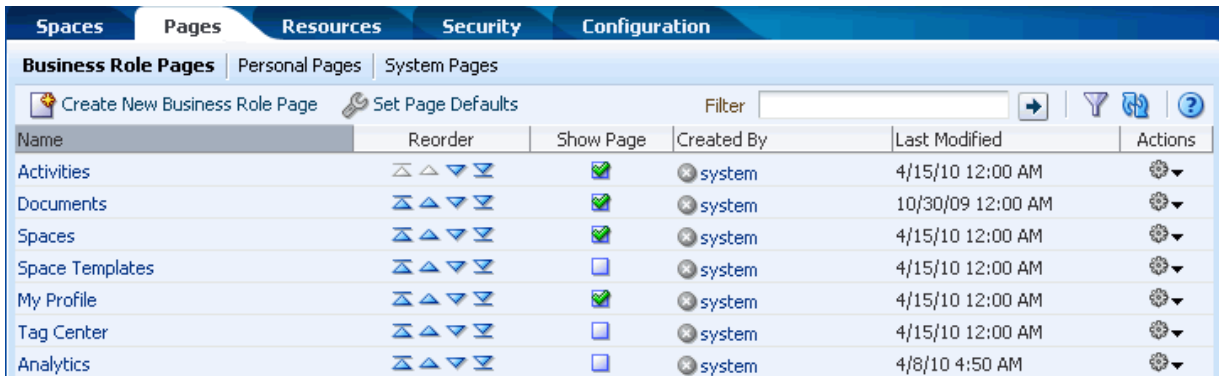 Spaces Pages Resources Security Configuration
Business Role Pages Personal Pages System Pages
Create New Business Role Page Set Page Defaults Filter
Name Reorder Show Page Created By Last Modified Actions
Activities system 4/15/10 12:00 AM
Documents system 10/30/09 12:00 AM
Spaces system 4/15/10 12:00 AM
Space Templates system 4/15/10 12:00 AM
My Profile system 4/15/10 12:00 AM
Tag Center system 4/15/10 12:00 AM
Analytics system 4/8/10 4:50 AM